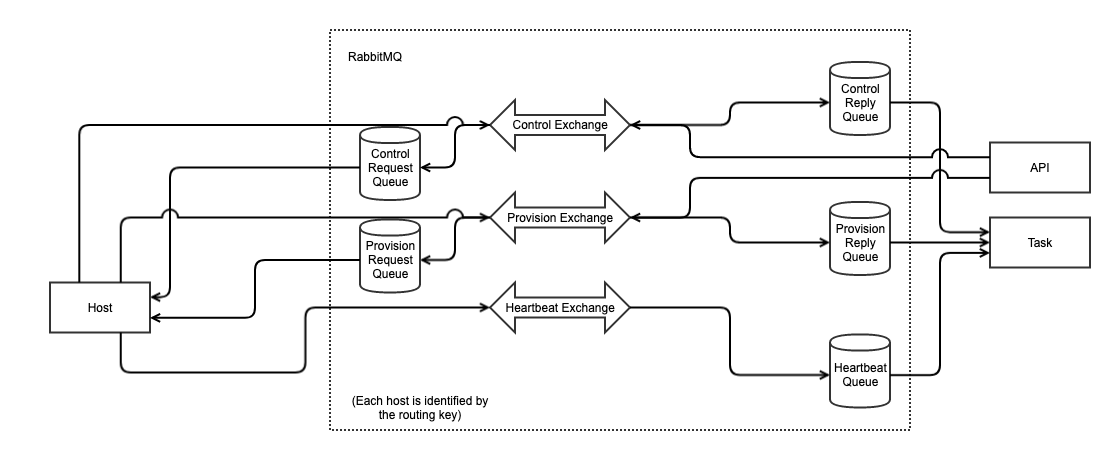 RabbitMQ
Control Exchange
Control
Reply
Queue
Control
Request
Queue
API
Provision Exchange
Provision
Reply
Queue
Provision
Request
Queue
Task
Host
Heartbeat Exchange
Heartbeat
Queue
(Each host is identified by
the routing key)